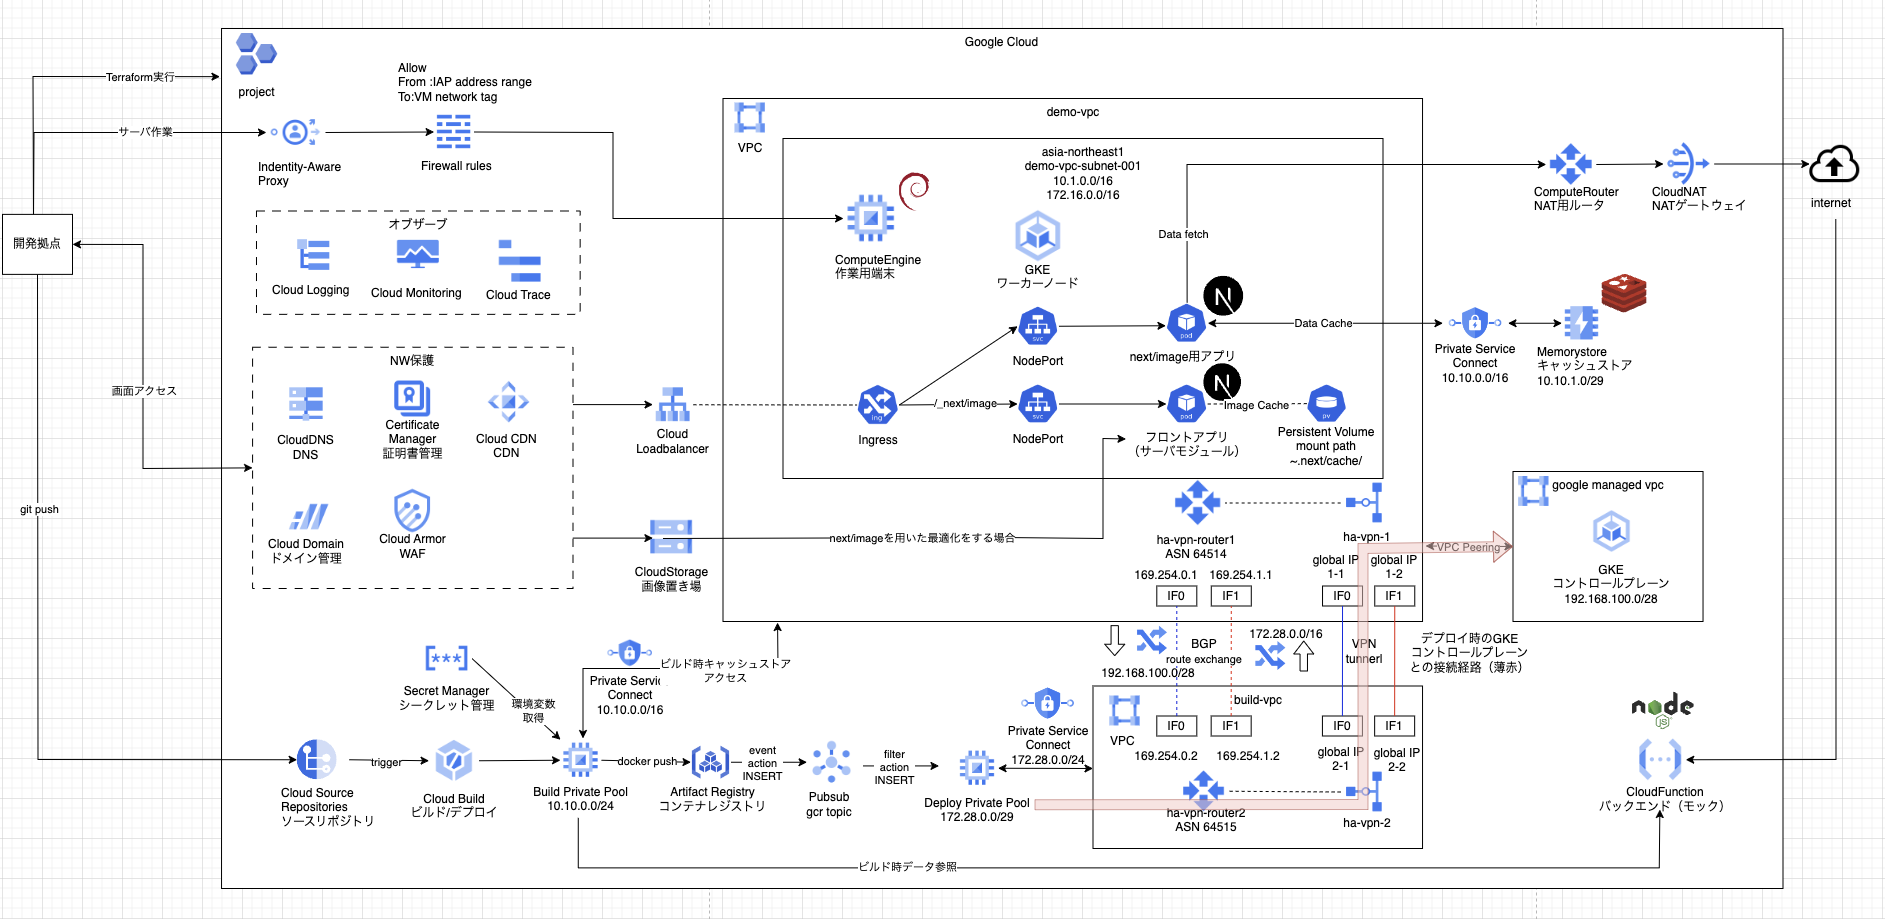 Google Cloud
Terraform実行
project
Allow
From :IAP address range
To:VM network tag
サーバ作業
Indentity-Aware
Proxy
Firewall rules
demo-vpc
VPC
asia-northeast1
demo-vpc-subnet-001
10.1.0.0/16
172.16.0.0/16
ComputeRouter
NAT用ルータ
CloudNAT
NATゲートウェイ
internet
開発拠点
オブザーブ
Cloud Logging
Cloud Monitoring
Cloud Trace
ComputeEngine
作業用端末
GKE
ワーカーノード
Data fetch
N
svc
NodePort
pod
next/image用アプリ
Data Cache
Private Service
Connect
10.10.0.0/16
Memorystore
キャッシュストア
10.10.1.0/29
NW保護
画面アクセス
CloudDNS
DNS
Certificate
Manager
証明書管理
Cloud CDN
CDN
Cloud
Loadbalancer
ing
Ingress
/_next/image
svc
NodePort
N
pod
フロントアプリ
（サーバモジュール）
Image Cache
pv
Persistent Volume
mount path
~.next/cache/
git push
Cloud Domain
ドメイン管理
Cloud Armor
WAF
CloudStorage
画像置き場
next/imageを用いた最適化をする場合
ha-vpn-router1
ASN 64514
ha-vpn-1
VPC Peering
google managed vpc
GKE
コントロールプレーン
192.168.100.0/28
169.254.0.1
169.254.1.1
global IP
1-1
global IP
1-2
IF0
IF1
IF0
IF1
BGP
route exchange
192.168.100.0/28
172.28.0.0/16
VPN
tunnerl
デプロイ時のGKE
コントロールプレーン
との接続経路（薄赤）
Secret Manager
シークレット管理
環境変数
取得
Private Servic
Connect
10.10.0.0/16
ビルド時キャッシュストア
アクセス
build-vpc
VPC
IF0
IF1
IF0
IF1
169.254.0.2
169.254.1.2
global IP
2-1
global IP
2-2
Private Service
Connect
172.28.0.0/24
ha-vpn-router2
ASN 64515
ha-vpn-2
Cloud Source
Repositories
ソースリポジトリ
trigger
Cloud Build
ビルド/デプロイ
Build Private Pool
10.10.0.0/24
docker push
Artifact Registry
コンテナレジストリ
event
action
INSERT
Pubsub
gcr topic
filter
action
INSERT
Deploy Private Pool
172.28.0.0/29
node
JS
CloudFunction
バックエンド（モック）
ビルド時データ参照